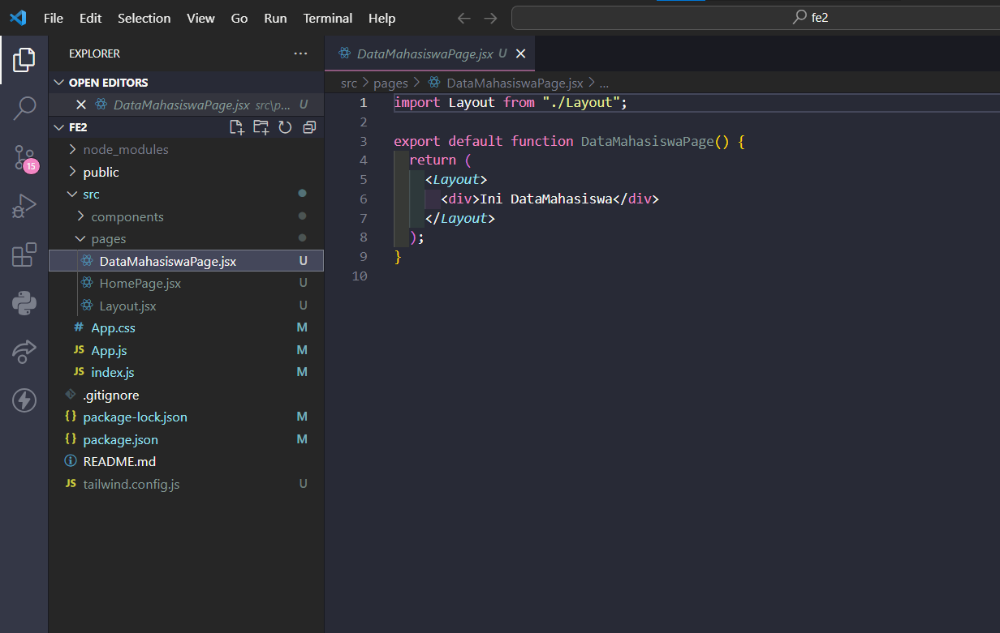 File Edit Selection View Go Run Terminal Help fe2
EXPLORER ...
DataMahasiswaPage.jsx U
OPEN EDITORS
DataMahasiswaPage.jsx src\p... U
src > pages > DataMahasiswaPage.jsx > ...
FE2
node_modules
public
src
components
pages
DataMahasiswaPage.jsx U
HomePage.jsx U
Layout.jsx U
# App.css M
JS App.js M
JS index.js M
.gitignore
{} package-lock.json M
{} package.json M
README.md
JS tailwind.config.js U
15
1 import Layout from "./Layout";
2
3 export default function DataMahasiswaPage() {
4 return (
5 <Layout>
6 <div>Ini DataMahasiswa</div>
7 </Layout>
8 );
9 }
10